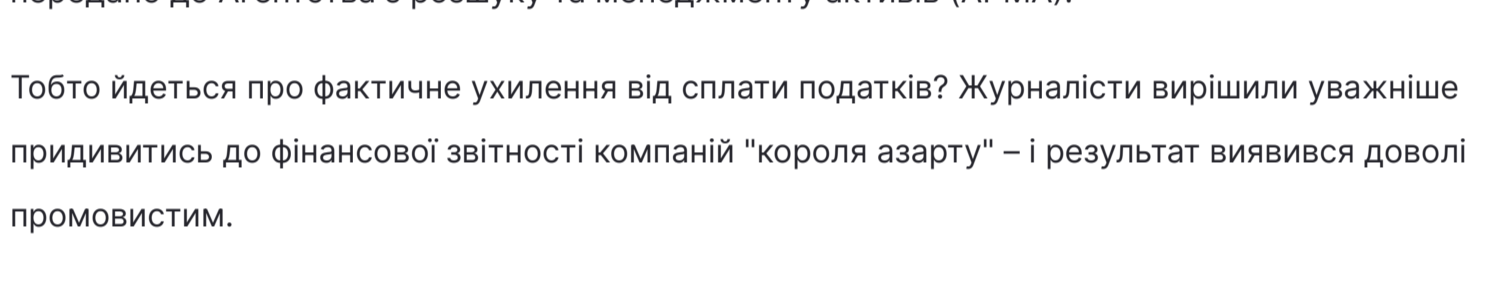 Тобто йдеться про фактичне ухилення від сплати податків? Журналісти вирішили уважніше
придивитись до фінансової звітності компаній "короля азарту" – і результат виявився доволі
промовистим.